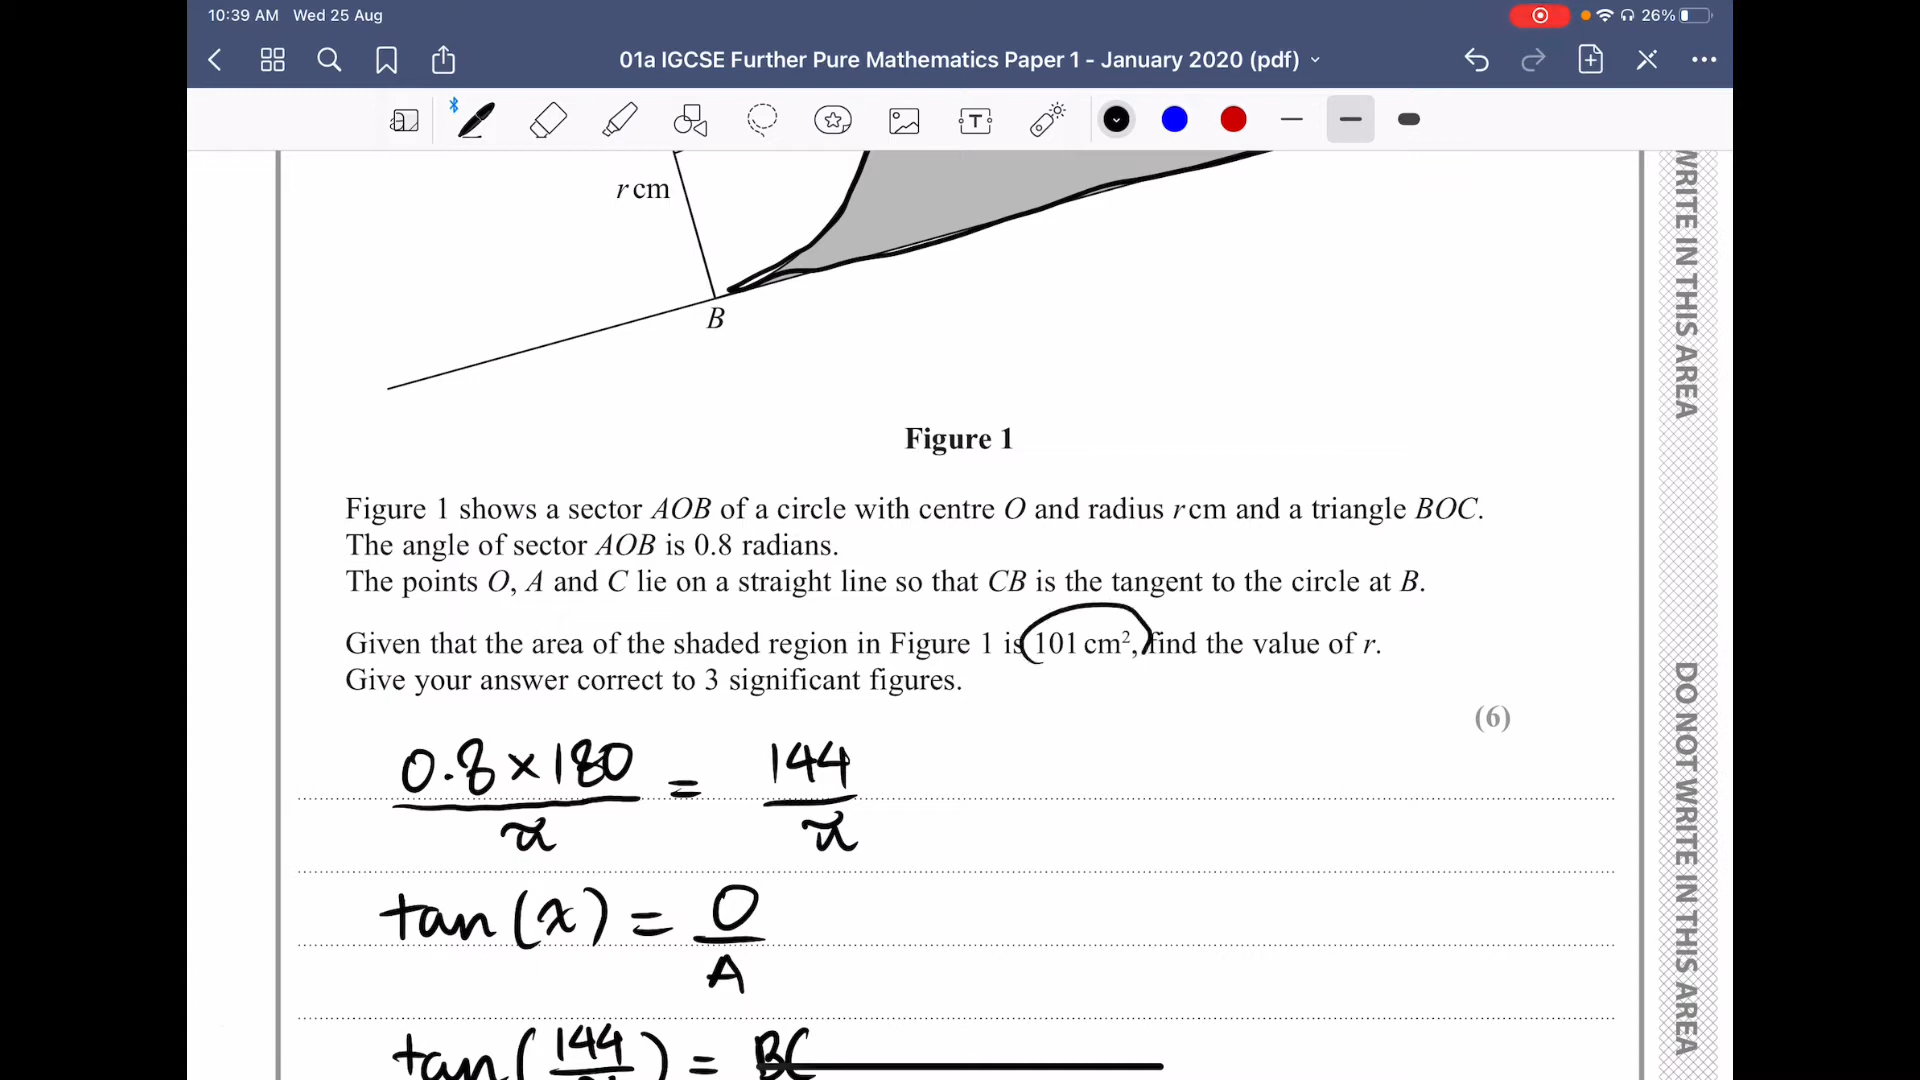 10:39 AM Wed 25 Aug
26%
01a IGCSE Further Pure Mathematics Paper 1 - January 2020 (pdf)
a
T
r cm
B
WRITE IN THIS AREA
Figure 1
Figure 1 shows a sector AOB of a circle with centre O and radius r cm and a triangle BOC.
The angle of sector AOB is 0.8 radians.
The points O, A and C lie on a straight line so that CB is the tangent to the circle at B.
Given that the area of the shaded region in Figure 1 is 101 cm², find the value of r.
Give your answer correct to 3 significant figures.
(6)
DO NOT WRITE IN THIS AREA
0.8 × 180 / π = 144 / π
tan(x) = O / A
tan(144 / π) = BC